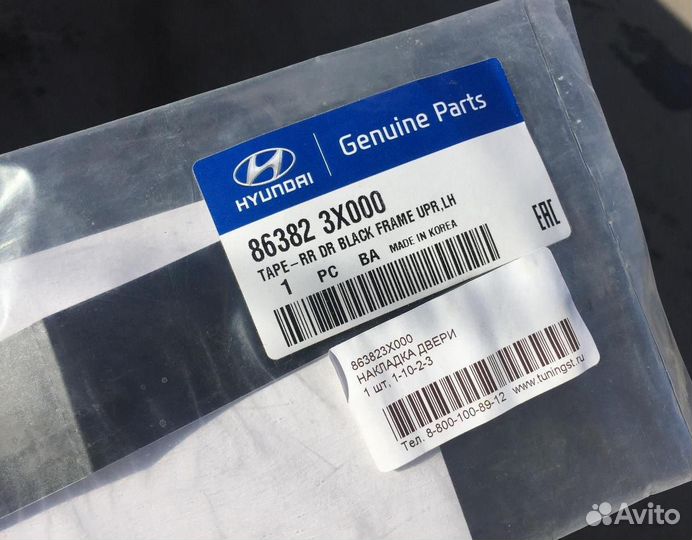 HYUNDAI
Genuine Parts
86382 3X000
TAPE-RR DR BLACK FRAME UPR,LH
1 PC BA MADE IN KOREA
EAC
863823X000
НАКЛАДКА ДВЕРИ
1 шт, 1-10-2-3
Тел. 8-800-100-89-12 www.tuningst.ru
Avito